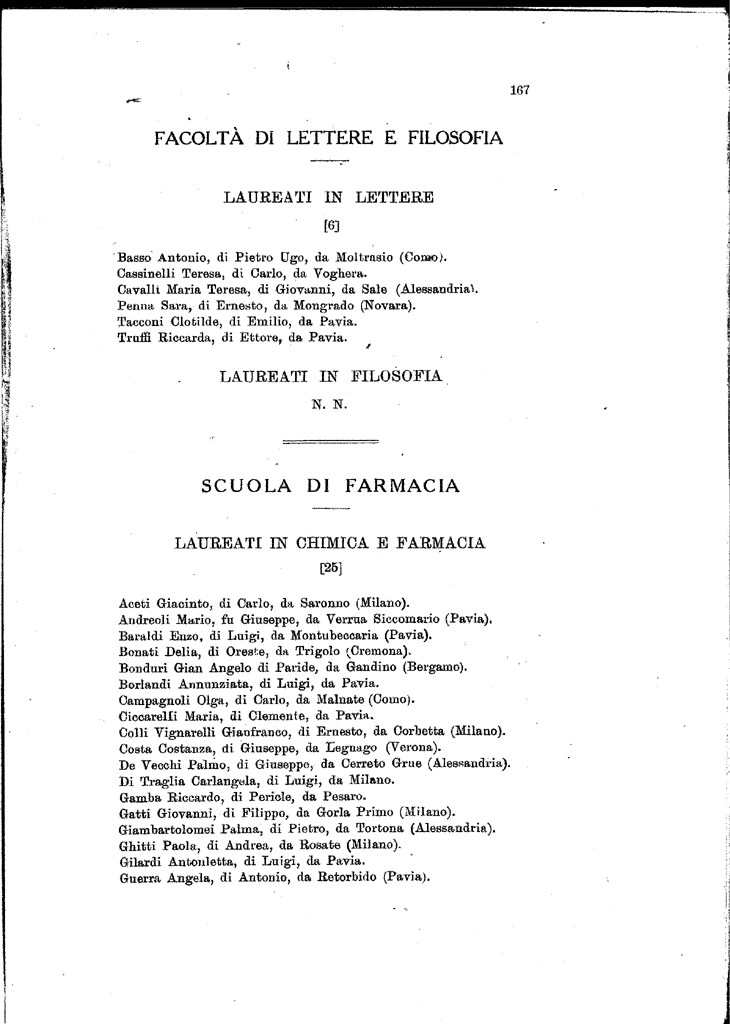 167
FACOLTÀ DI LETTERE E FILOSOFIA
LAUREATI IN LETTERE
[6]
Basso Antonio, di Pietro Ugo, da Moltrasio (Como).
Cassinelli Teresa, di Carlo, da Voghera.
Cavalli Maria Teresa, di Giovanni, da Sale (Alessandria).
Penna Sara, di Ernesto, da Mongrado (Novara).
Tacconi Clotilde, di Emilio, da Pavia.
Truffi Riccarda, di Ettore, da Pavia.
LAUREATI IN FILOSOFIA
N. N.
SCUOLA DI FARMACIA
LAUREATI IN CHIMICA E FARMACIA
[25]
Aceti Giacinto, di Carlo, da Saronno (Milano).
Andreoli Mario, fu Giuseppe, da Verrua Siccomario (Pavia).
Baraldi Enzo, di Luigi, da Montubeccaria (Pavia).
Bonati Delia, di Oreste, da Trigolo (Cremona).
Bonduri Gian Angelo di Paride, da Gandino (Bergamo).
Borlandi Annunziata, di Luigi, da Pavia.
Campagnoli Olga, di Carlo, da Malnate (Como).
Ciccarelli Maria, di Clemente, da Pavia.
Colli Vignarelli Gianfranco, di Ernesto, da Corbetta (Milano).
Costa Costanza, di Giuseppe, da Legnago (Verona).
De Vecchi Palmo, di Giuseppe, da Cerreto Grue (Alessandria).
Di Traglia Carlangela, di Luigi, da Milano.
Gamba Riccardo, di Pericle, da Pesaro.
Gatti Giovanni, di Filippo, da Gorla Primo (Milano).
Giambartolomei Palma, di Pietro, da Tortona (Alessandria).
Ghitti Paola, di Andrea, da Rosate (Milano).
Gilardi Antonletta, di Luigi, da Pavia.
Guerra Angela, di Antonio, da Retorbido (Pavia).